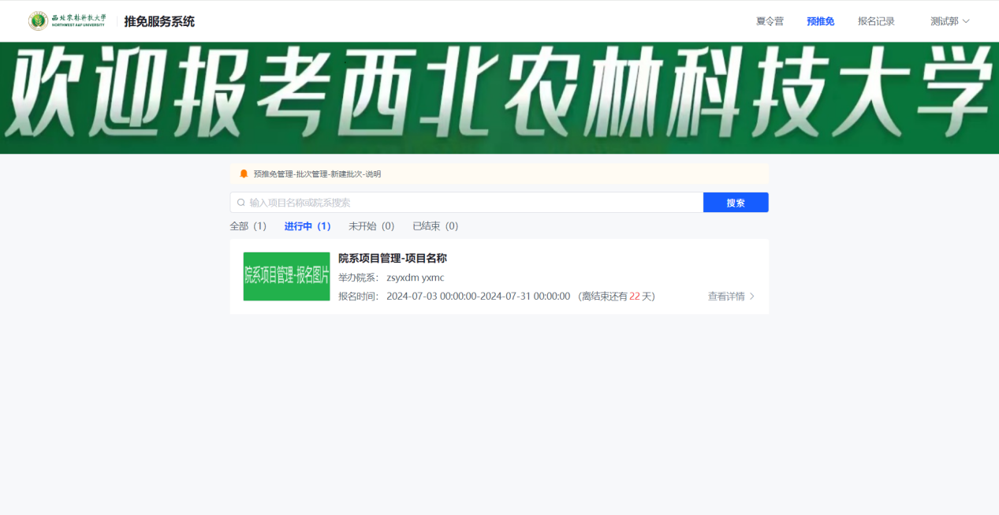 西北农林科技大学
NORTHWEST A&F UNIVERSITY
推免服务系统
夏令营 预推免 报名记录 测试郭
欢迎报考西北农林科技大学
预推免管理-批次管理-新建批次-说明
输入项目名称或院系搜索 搜索
全部（1） 进行中（1） 未开始（0） 已结束（0）
院系项目管理-报名图片
院系项目管理-项目名称
举办院系： zsyxdm yxmc
报名时间： 2024-07-03 00:00:00-2024-07-31 00:00:00 （离结束还有 22 天） 查看详情